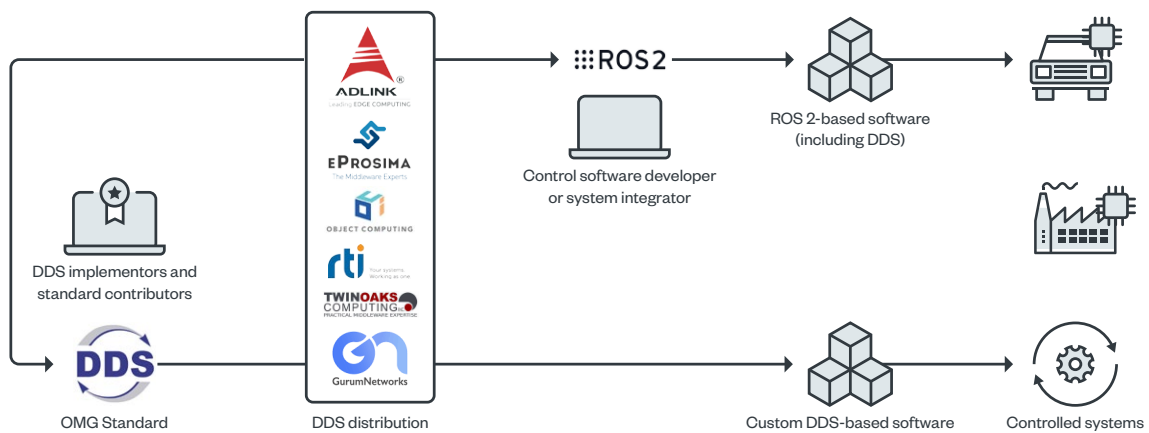 ADLINK
®
Leading EDGE COMPUTING
EPROSIMA
The Middleware Experts
OBJECT COMPUTING
rti
Your systems.
Working as one.
TWINOAKS
COMPUTING INC
PRACTICAL MIDDLEWARE EXPERTISE
GurumNetworks
DDS distribution
DDS implementors and
standard contributors
DDS
OMG Standard
ROS2
Control software developer
or system integrator
ROS 2-based software
(including DDS)
Custom DDS-based software
Controlled systems